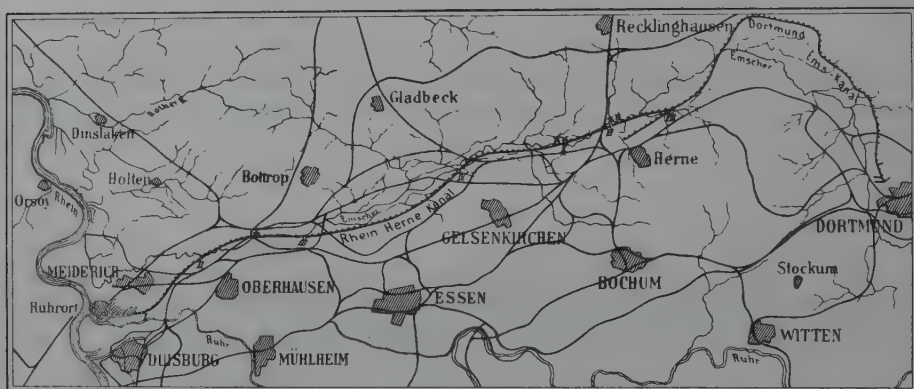 Recklinghausen
Dortmund
Ems-Kanal
Emscher
Gladbeck
Dinslaken
Herne
Holten
Bottrop
Orsoy
Rhein
Emscher
Rhein Herne Kanal
GELSENKIRCHEN
DORTMUND
MEIDERICH
BOCHUM
Stockum
OBERHAUSEN
ESSEN
Ruhrort
WITTEN
Ruhr
DUISBURG
MÜHLHEIM
Ruhr